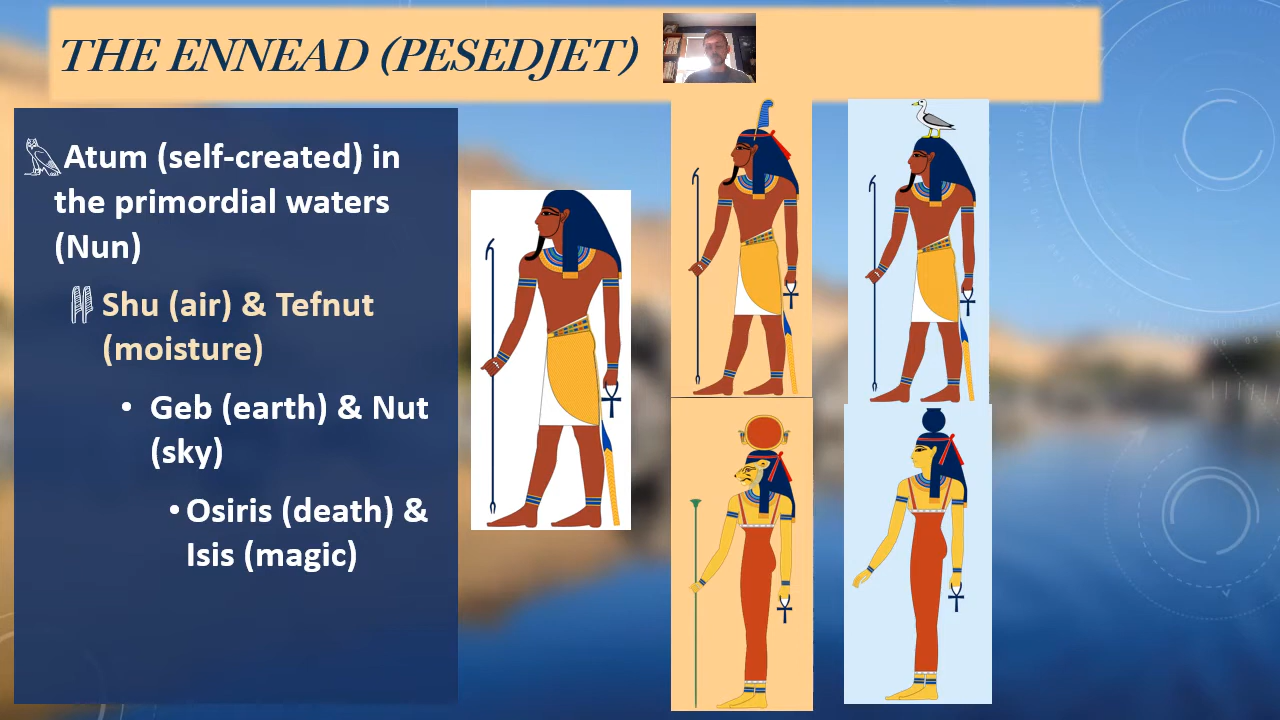 THE ENNEAD (PESEDJET)
Atum (self-created) in
the primordial waters
(Nun)
Shu (air) & Tefnut
(moisture)
• Geb (earth) & Nut
(sky)
• Osiris (death) &
Isis (magic)